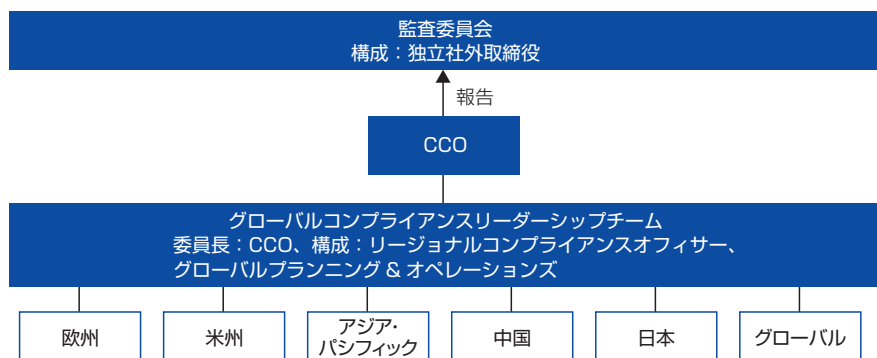 監査委員会
構成：独立社外取締役
報告
CCO
グローバルコンプライアンスリーダーシップチーム
委員長：CCO、構成：リージョナルコンプライアンスオフィサー、
グローバルプランニング & オペレーションズ
欧州
米州
アジア・
パシフィック
中国
日本
グローバル